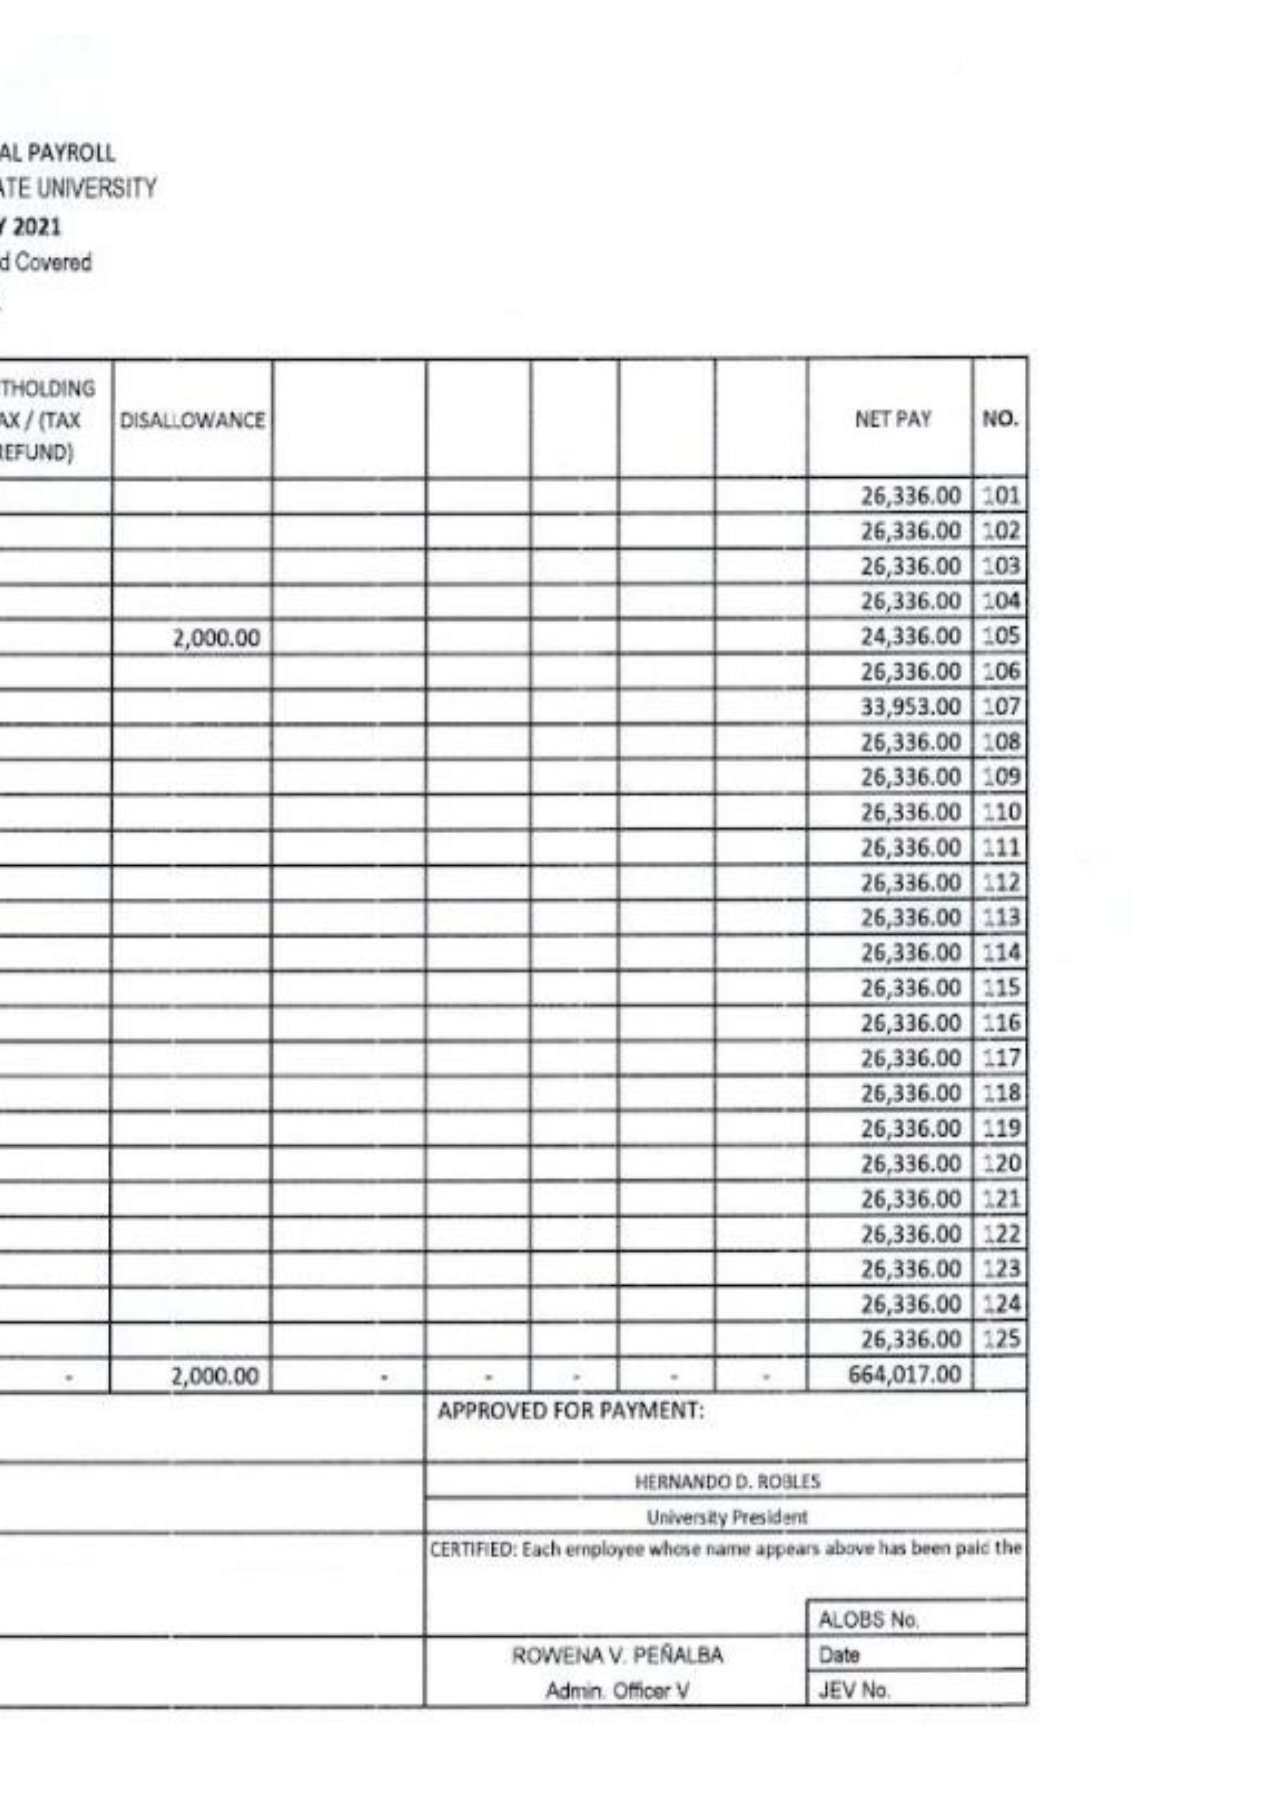 AL PAYROLL
ATE UNIVERSITY
Y 2021
d Covered
THOLDING
AX / (TAX DISALLOWANCE NET PAY NO.
REFUND)
26,336.00 101
26,336.00 102
26,336.00 103
26,336.00 104
2,000.00 24,336.00 105
26,336.00 106
33,953.00 107
26,336.00 108
26,336.00 109
26,336.00 110
26,336.00 111
26,336.00 112
26,336.00 113
26,336.00 114
26,336.00 115
26,336.00 116
26,336.00 117
26,336.00 118
26,336.00 119
26,336.00 120
26,336.00 121
26,336.00 122
26,336.00 123
26,336.00 124
26,336.00 125
- 2,000.00 - - - - - 664,017.00
APPROVED FOR PAYMENT:
HERNANDO D. ROBLES
University President
CERTIFIED: Each employee whose name appears above has been paid the
ALOBS No.
ROWENA V. PEÑALBA Date
Admin. Officer V JEV No.